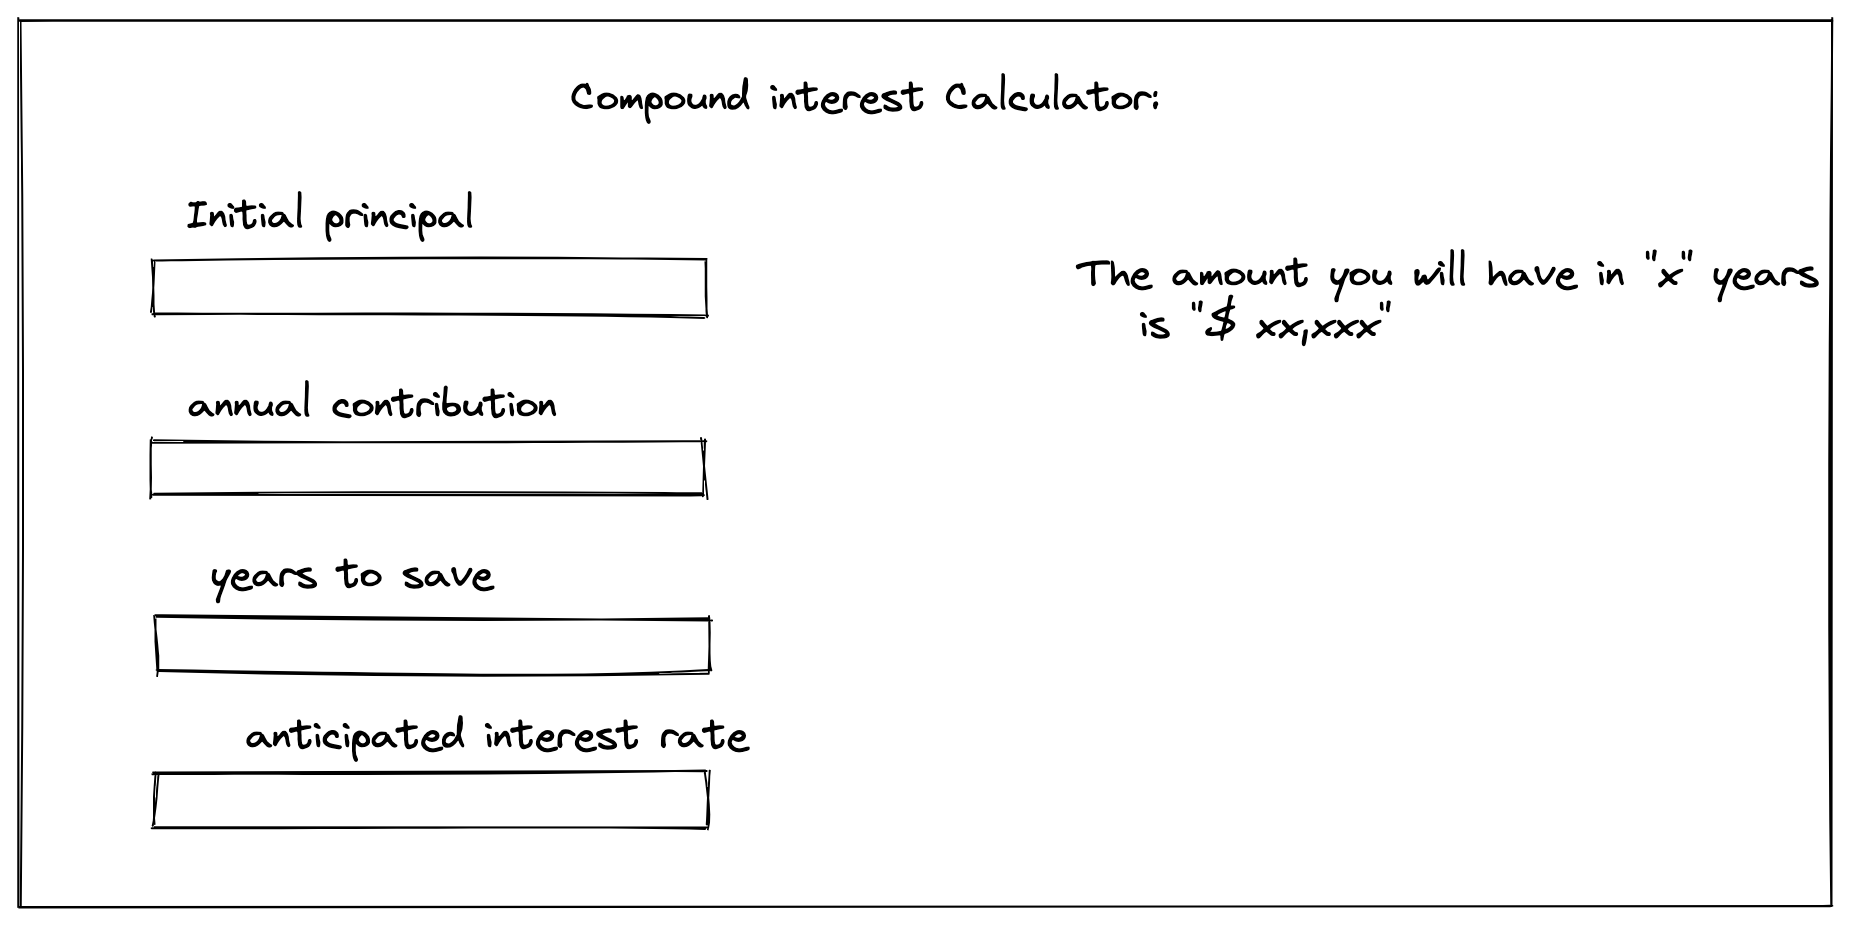 Compound interest Calculator:
Initial principal
annual contribution
years to save
anticipated interest rate
The amount you will have in "x" years
is "$ xx,xxx"